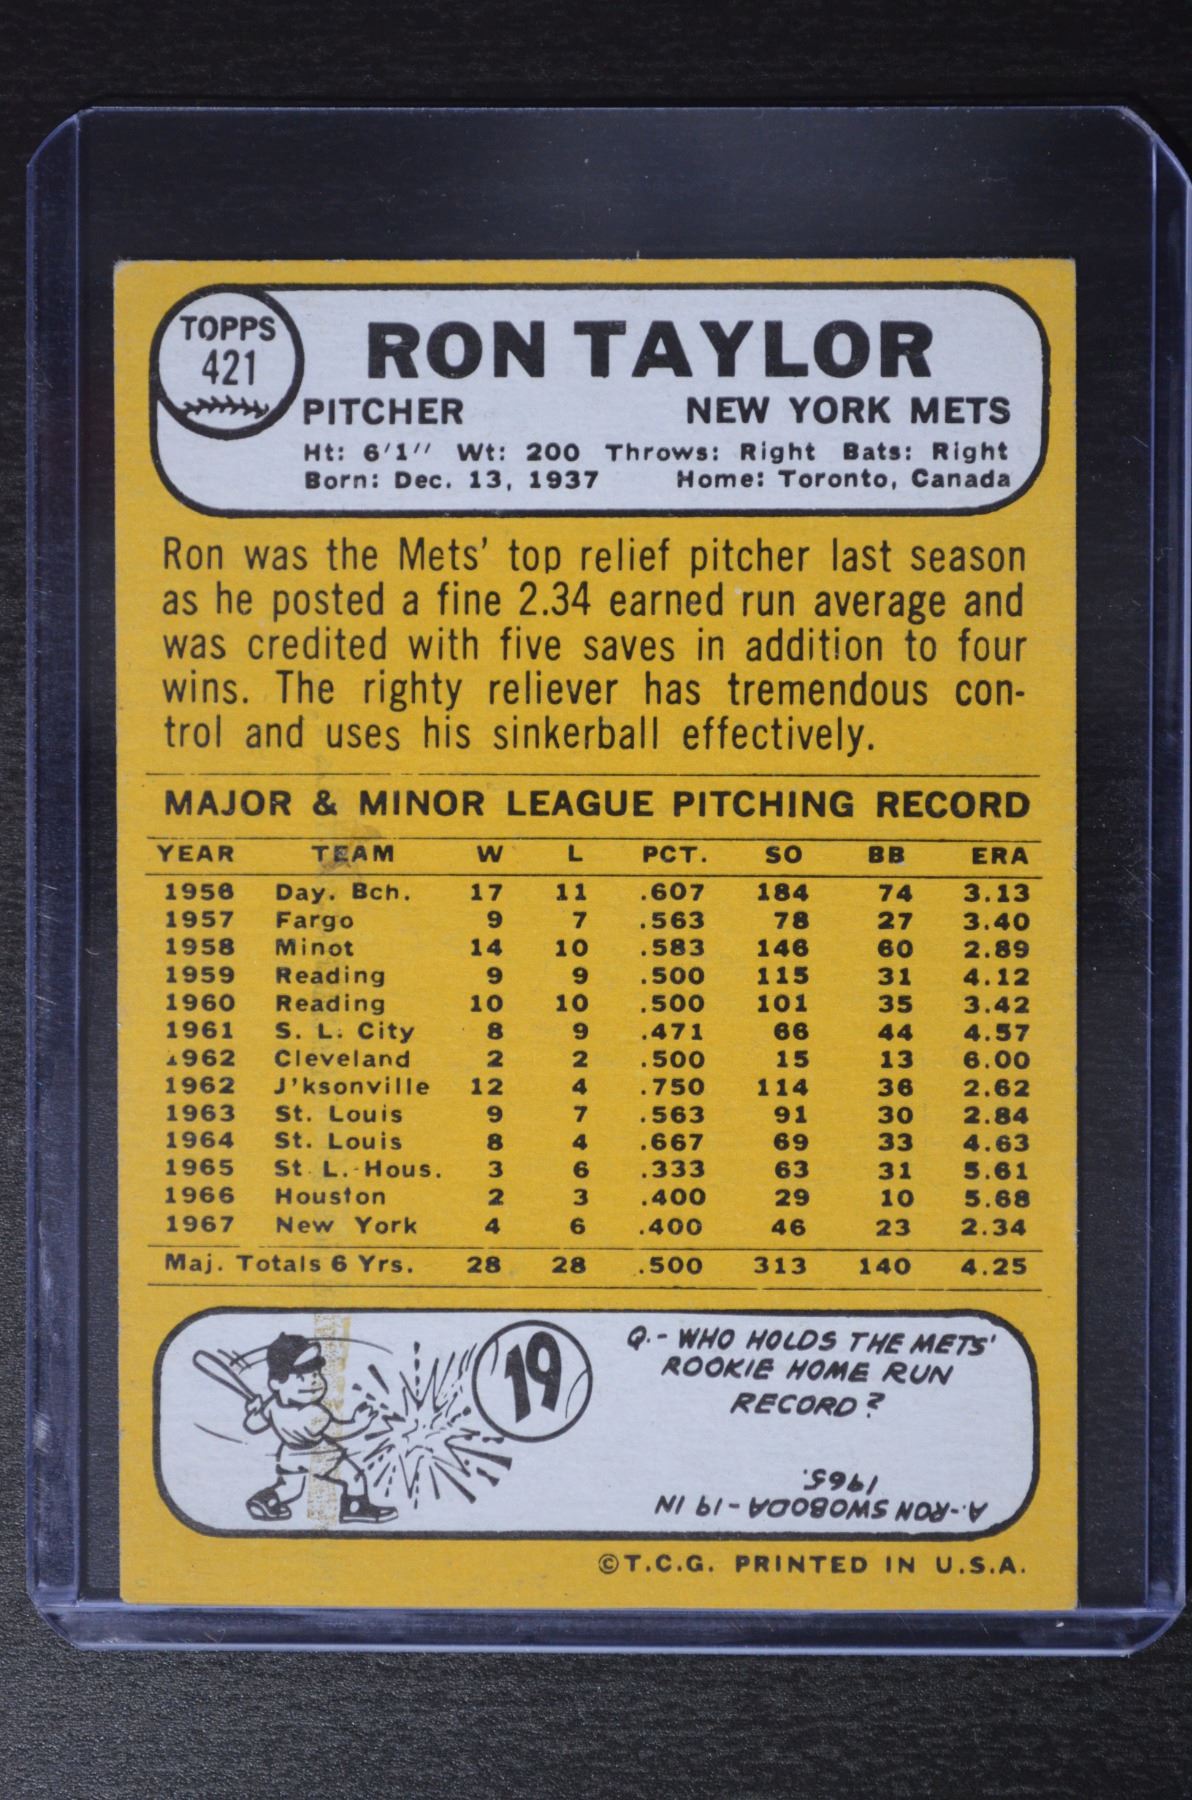 TOPPS
421
RON TAYLOR
PITCHER NEW YORK METS
Ht: 6'1'' Wt: 200 Throws: Right Bats: Right
Born: Dec. 13, 1937 Home: Toronto, Canada
Ron was the Mets' top relief pitcher last season
as he posted a fine 2.34 earned run average and
was credited with five saves in addition to four
wins. The righty reliever has tremendous con-
trol and uses his sinkerball effectively.
MAJOR & MINOR LEAGUE PITCHING RECORD
YEAR TEAM W L PCT. SO BB ERA
1956 Day. Bch. 17 11 .607 184 74 3.13
1957 Fargo 9 7 .563 78 27 3.40
1958 Minot 14 10 .583 146 60 2.89
1959 Reading 9 9 .500 115 31 4.12
1960 Reading 10 10 .500 101 35 3.42
1961 S. L. City 8 9 .471 66 44 4.57
1962 Cleveland 2 2 .500 15 13 6.00
1962 J'ksonville 12 4 .750 114 36 2.62
1963 St. Louis 9 7 .563 91 30 2.84
1964 St. Louis 8 4 .667 69 33 4.63
1965 St. L.-Hous. 3 6 .333 63 31 5.61
1966 Houston 2 3 .400 29 10 5.68
1967 New York 4 6 .400 46 23 2.34
Maj. Totals 6 Yrs. 28 28 .500 313 140 4.25
19
Q.- WHO HOLDS THE METS'
ROOKIE HOME RUN
RECORD?
A.-RON SWOBODA-19 IN
1965.
©T.C.G. PRINTED IN U.S.A.